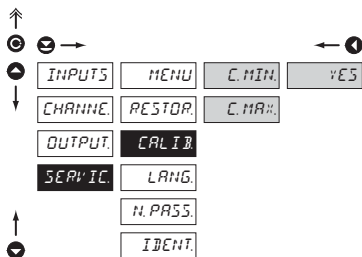 INPUTS MENU C. MIN. YES
CHANNE. RESTOR. C. MAX.
OUTPUT. CALIB.
SERVIC. LANG.
N. PASS.
IDENT.